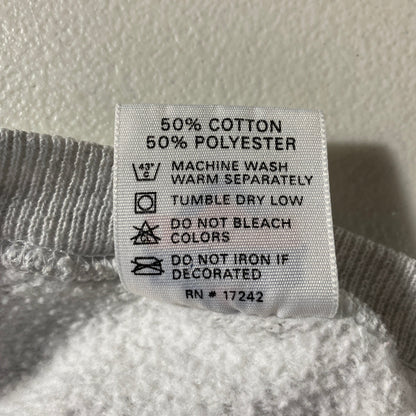 50% COTTON
50% POLYESTER
MACHINE WASH
WARM SEPARATELY
TUMBLE DRY LOW
DO NOT BLEACH
COLORS
DO NOT IRON IF
DECORATED
RN # 17242